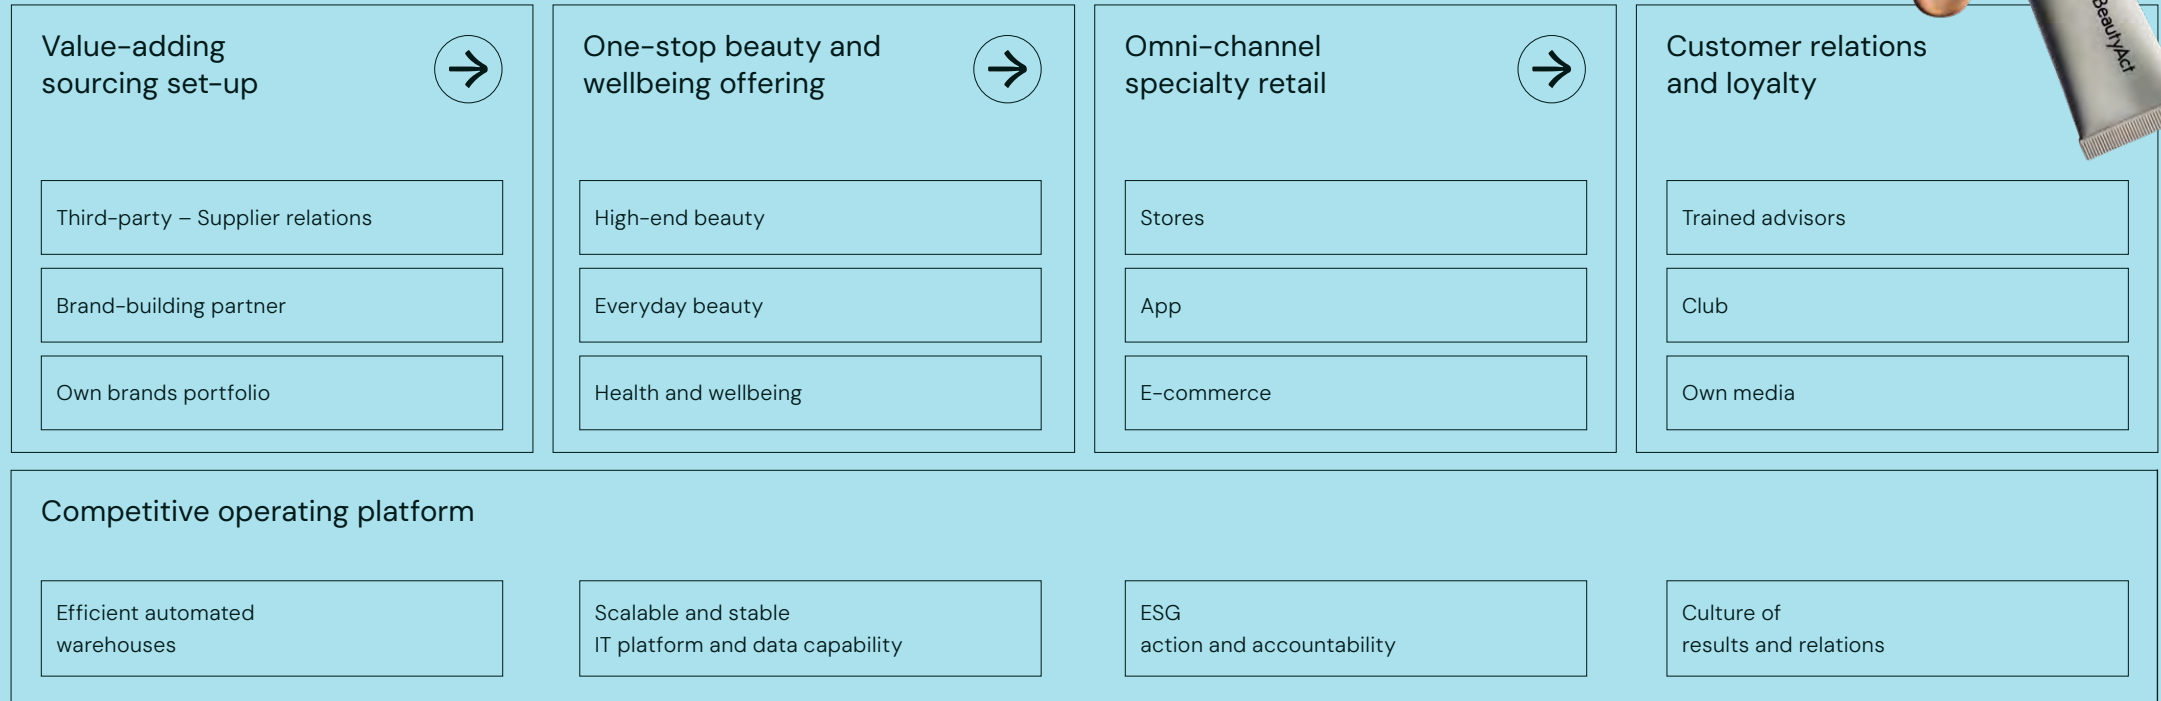 Value-adding
sourcing set-up
Third-party – Supplier relations
Brand-building partner
Own brands portfolio
One-stop beauty and
wellbeing offering
High-end beauty
Everyday beauty
Health and wellbeing
Omni-channel
specialty retail
Stores
App
E-commerce
Customer relations
and loyalty
BeautyAct
Trained advisors
Club
Own media
Competitive operating platform
Efficient automated
warehouses
Scalable and stable
IT platform and data capability
ESG
action and accountability
Culture of
results and relations